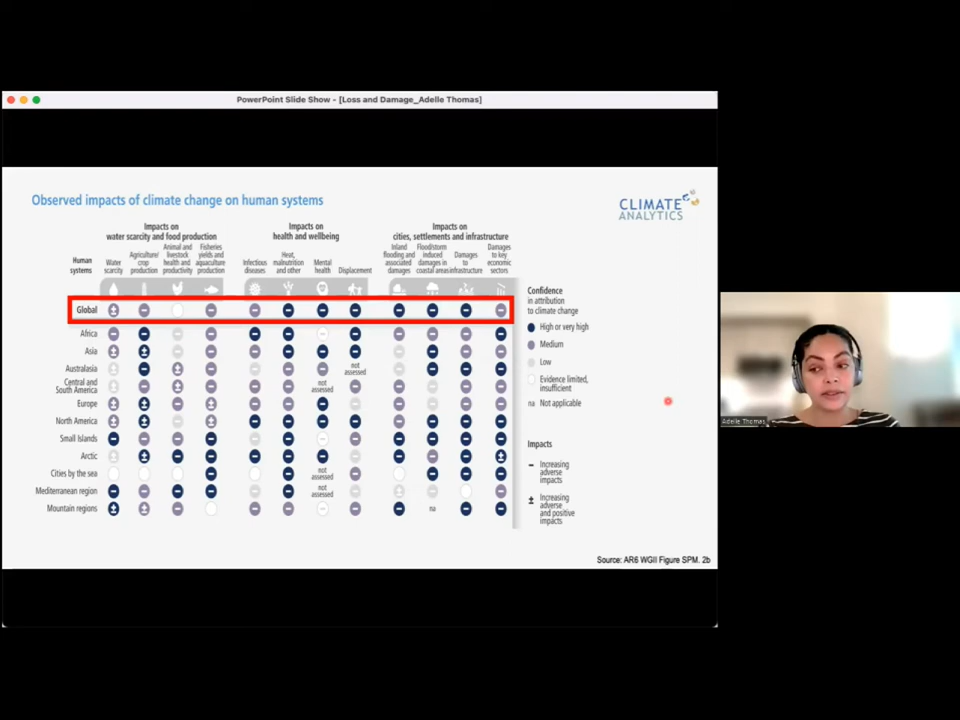 PowerPoint Slide Show - [Loss and Damage_Adelle Thomas]
Observed impacts of climate change on human systems
CLIMATE
ANALYTICS
Impacts on
water scarcity and food production
Impacts on
health and wellbeing
Impacts on
cities, settlements and infrastructure
Human
systems
Water
scarcity
Agriculture/
crop
production
Animal and
livestock
health and
productivity
Fisheries
yields and
aquaculture
production
Infectious
diseases
Heat,
malnutrition
and other
Mental
health
Displacement
Inland
flooding and
associated
damages
Flood/storm
induced
damages in
coastal areas
Damages
to
infrastructure
Damages
to key
economic
sectors
Global
Africa
Asia
Australasia
not
assessed
Central and
South America
not
assessed
Europe
North America
Small Islands
Arctic
Cities by the sea
not
assessed
Mediterranean region
not
assessed
Mountain regions
na
Confidence
in attribution
to climate change
High or very high
Medium
Low
Evidence limited,
insufficient
na Not applicable
Impacts
− Increasing
adverse
impacts
± Increasing
adverse
and positive
impacts
Source: AR6 WGII Figure SPM. 2b
Adelle Thomas